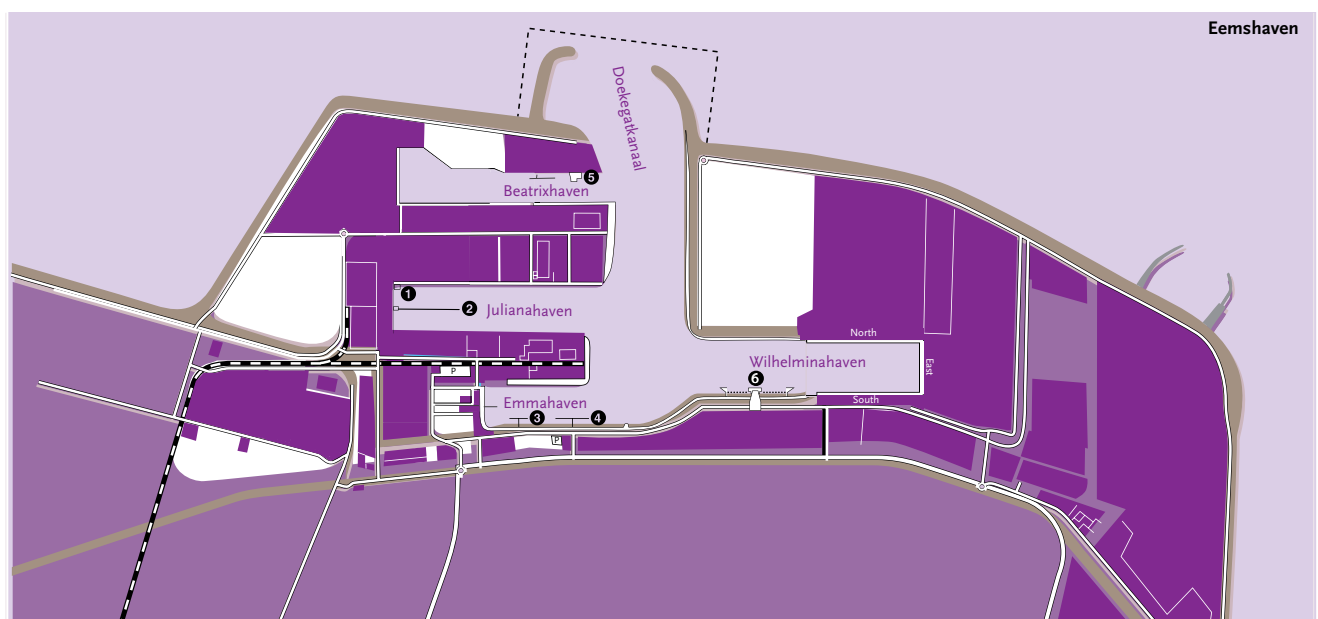 Eemshaven
Doekegatkanaal
5
Beatrixhaven
1
2
Julianahaven
North
Wilhelminahaven
East
P
6
South
Emmahaven
3
4
P